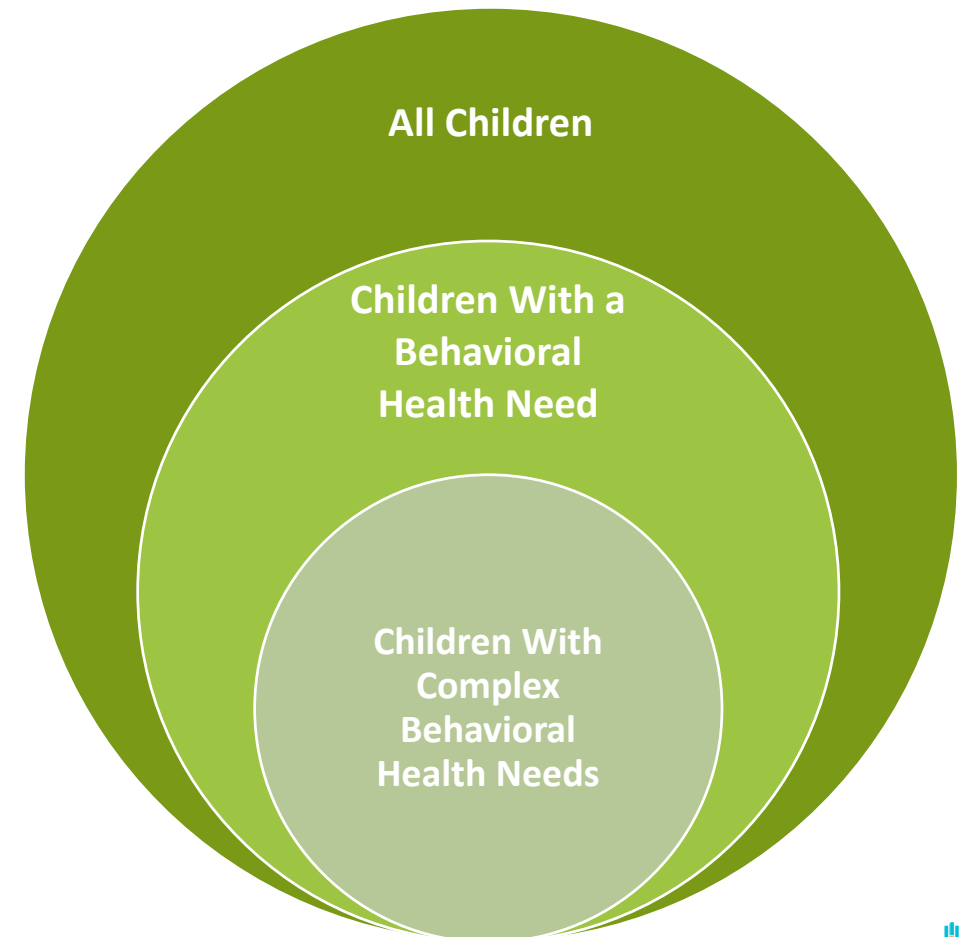 All Children
Children With a
Behavioral
Health Need
Children With
Complex
Behavioral
Health Needs